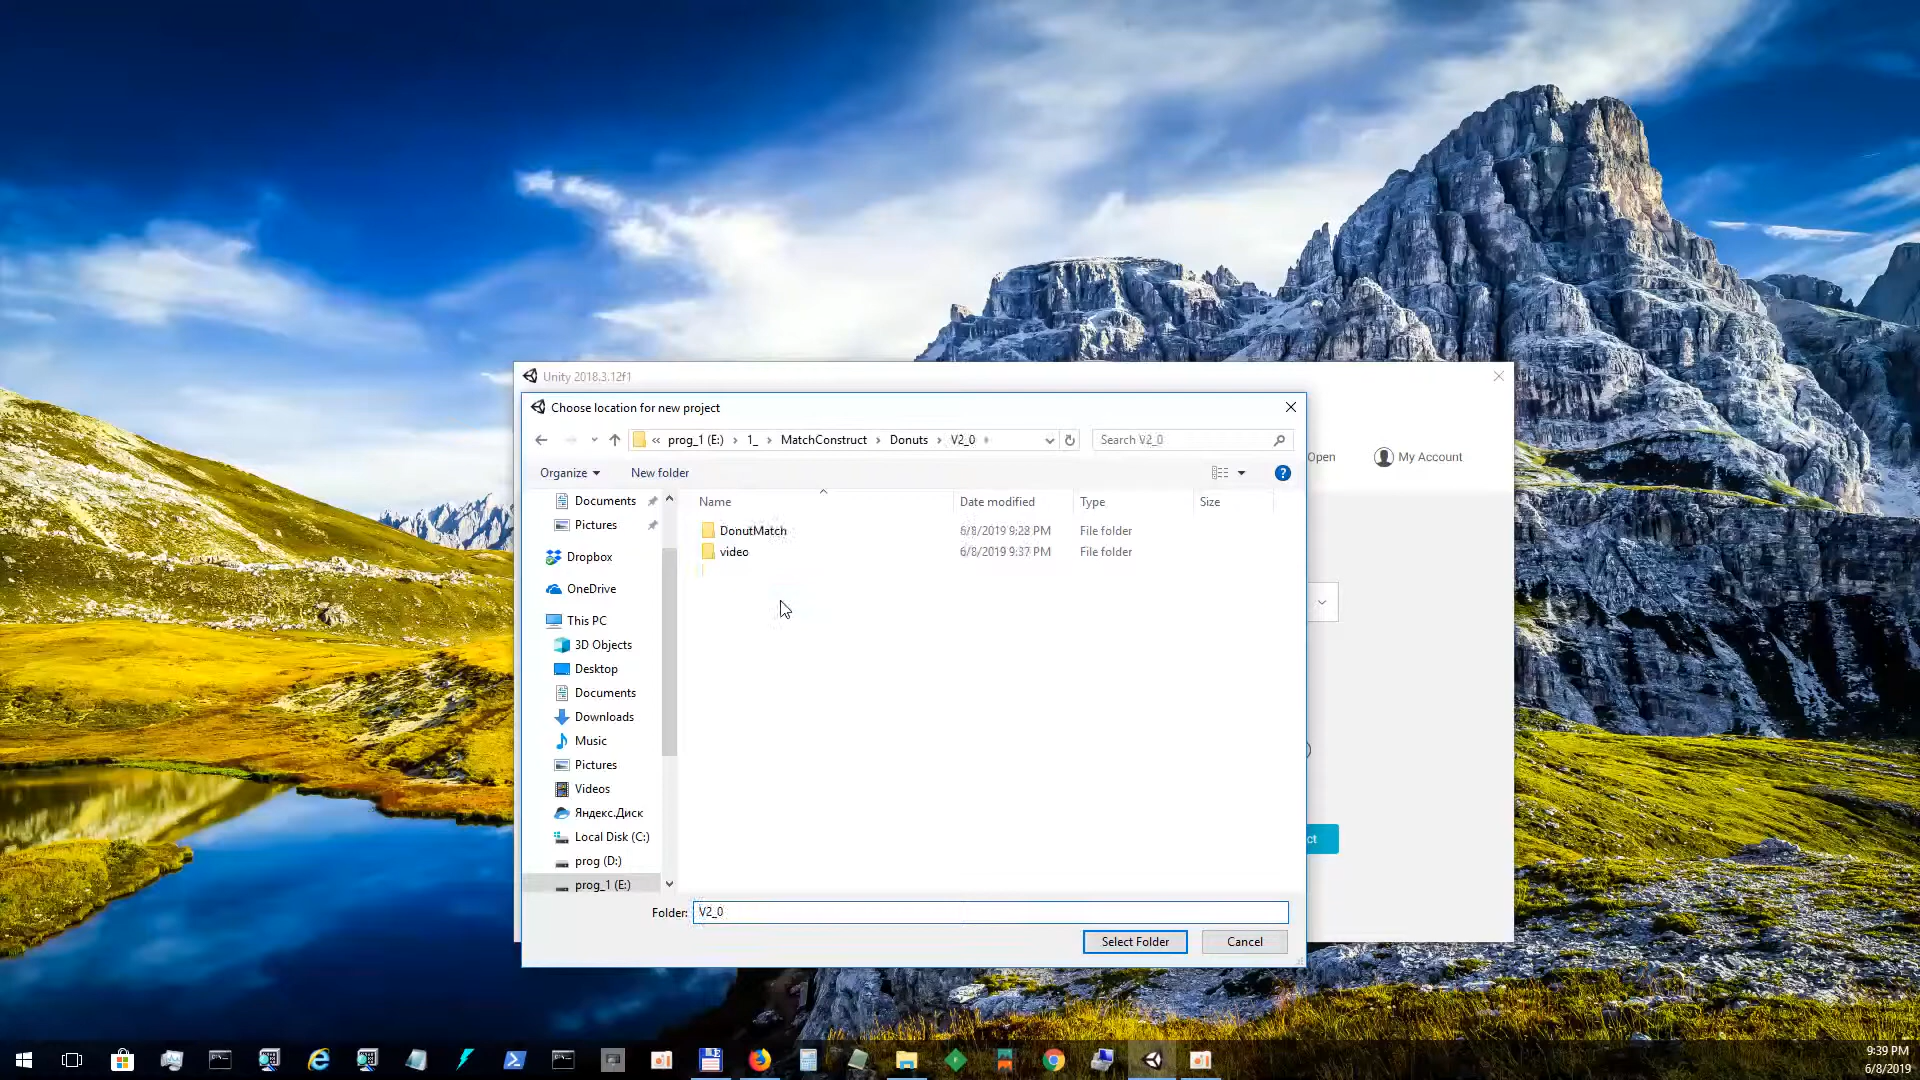 Unity 2018.3.12f1
Choose location for new project
« prog_1 (E:) › 1_ › MatchConstruct › Donuts › V2_0
Search V2_0
Open
My Account
Organize
New folder
Name
Date modified
Type
Size
Documents
Pictures
Dropbox
OneDrive
This PC
3D Objects
Desktop
Documents
Downloads
Music
Pictures
Videos
Яндекс.Диск
Local Disk (C:)
prog (D:)
prog_1 (E:)
DonutMatch 6/8/2019 9:28 PM File folder
video 6/8/2019 9:37 PM File folder
ct
Folder: V2_0
Select Folder
Cancel
9:39 PM
6/8/2019